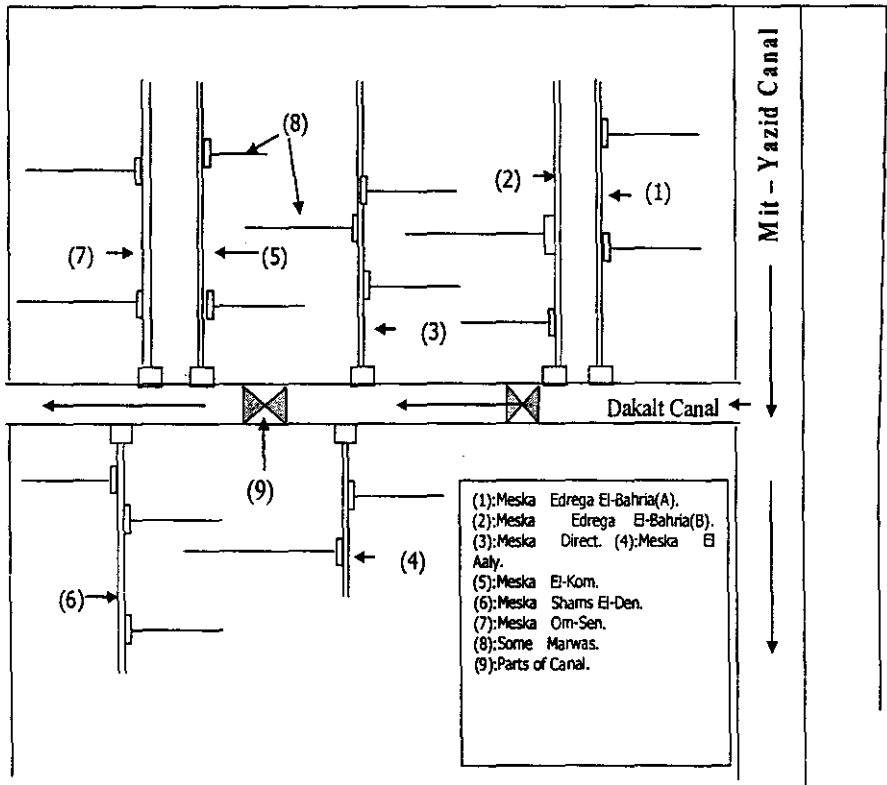 Mit – Yazid Canal
(8)
(2)
(1)
(7)
(5)
(3)
Dakalt Canal
(9)
(4)
(6)
(1):Meska Edrega El-Bahria(A).
(2):Meska Edrega El-Bahria(B).
(3):Meska Direct. (4):Meska El
Aaly.
(5):Meska El-Kom.
(6):Meska Shams El-Den.
(7):Meska Om-Sen.
(8):Some Marwas.
(9):Parts of Canal.